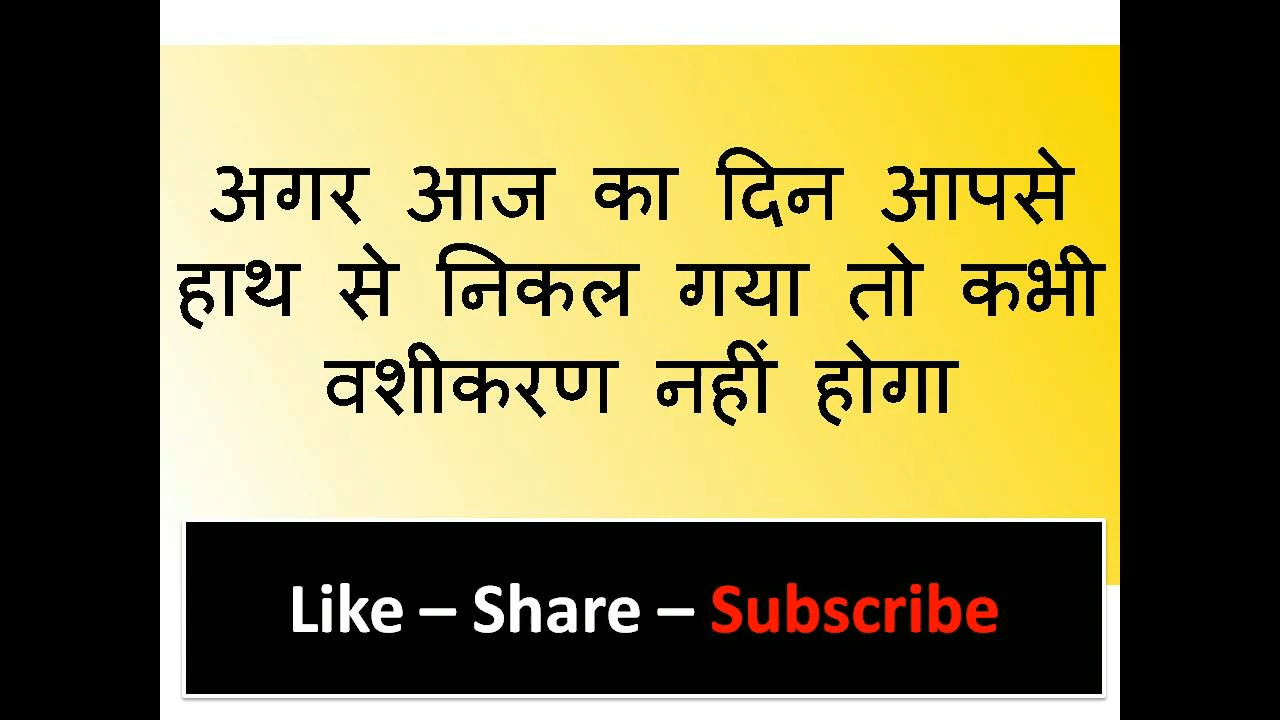 अगर आज का दिन आपसे
हाथ से निकल गया तो कभी
वशीकरण नहीं होगा
Like – Share – Subscribe